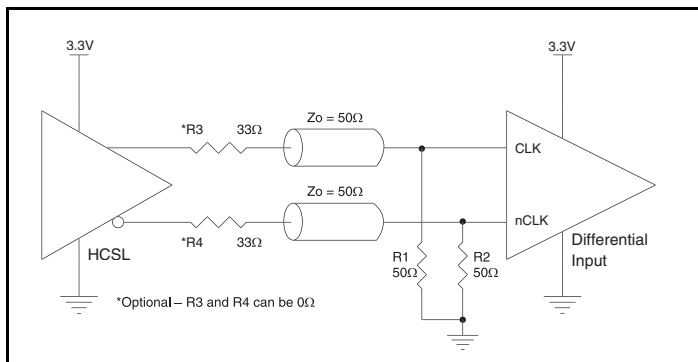 3.3V
3.3V
*R3 33Ω
Zo = 50Ω
CLK
Zo = 50Ω
nCLK
*R4 33Ω
HCSL
R1
50Ω
R2
50Ω
Differential
Input
*Optional – R3 and R4 can be 0Ω